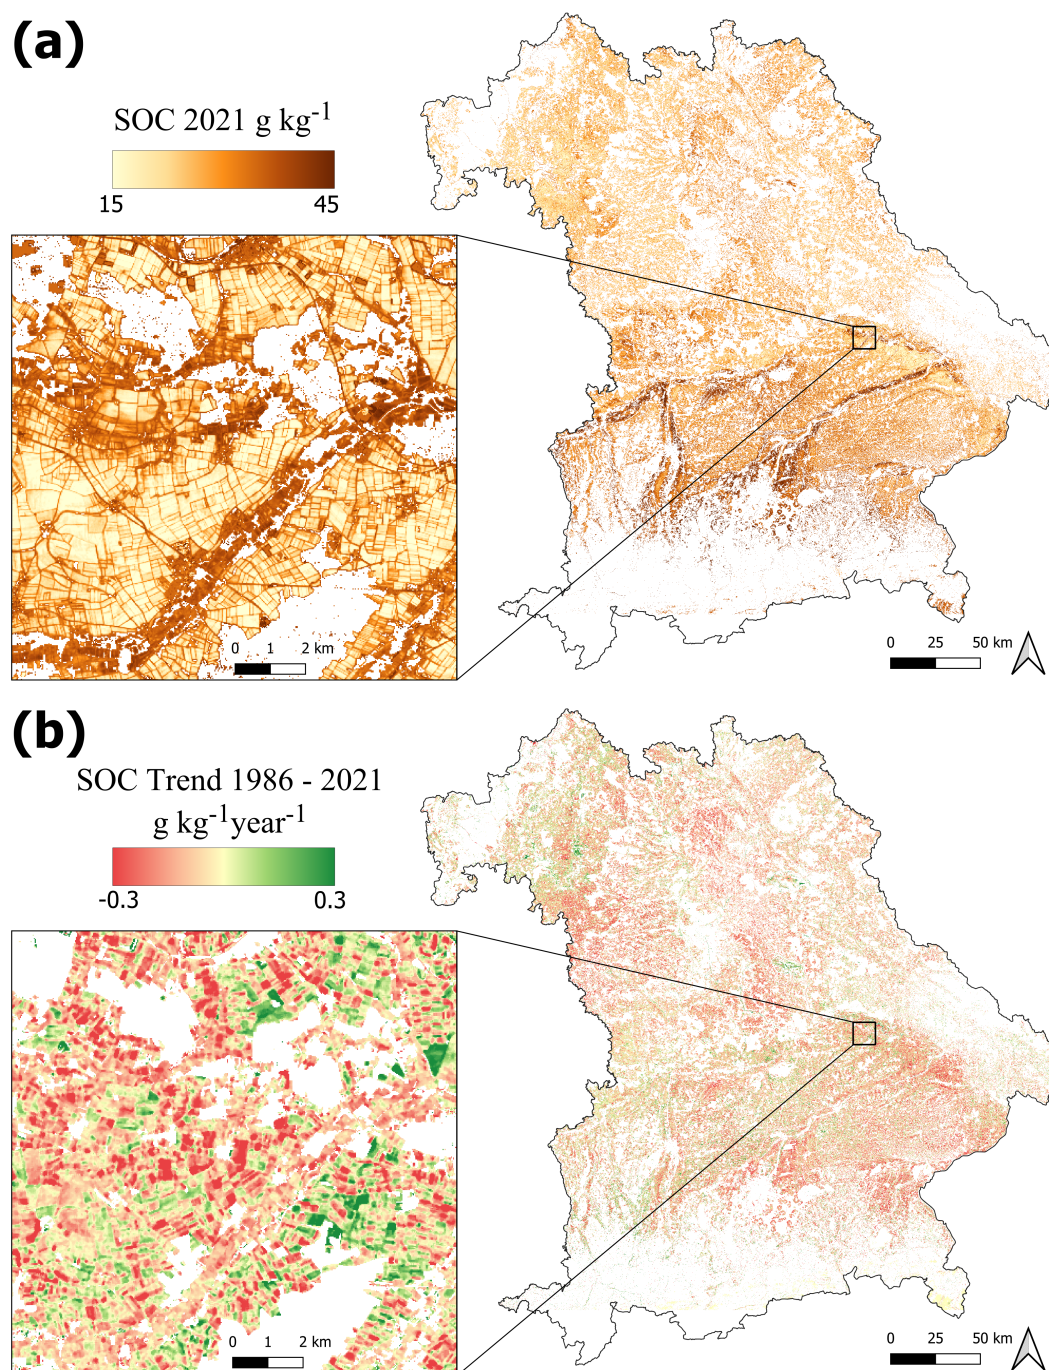 (a)
SOC 2021 g kg⁻¹
15 45
0 1 2 km
0 25 50 km
(b)
SOC Trend 1986 - 2021
g kg⁻¹year⁻¹
-0.3 0.3
0 1 2 km
0 25 50 km